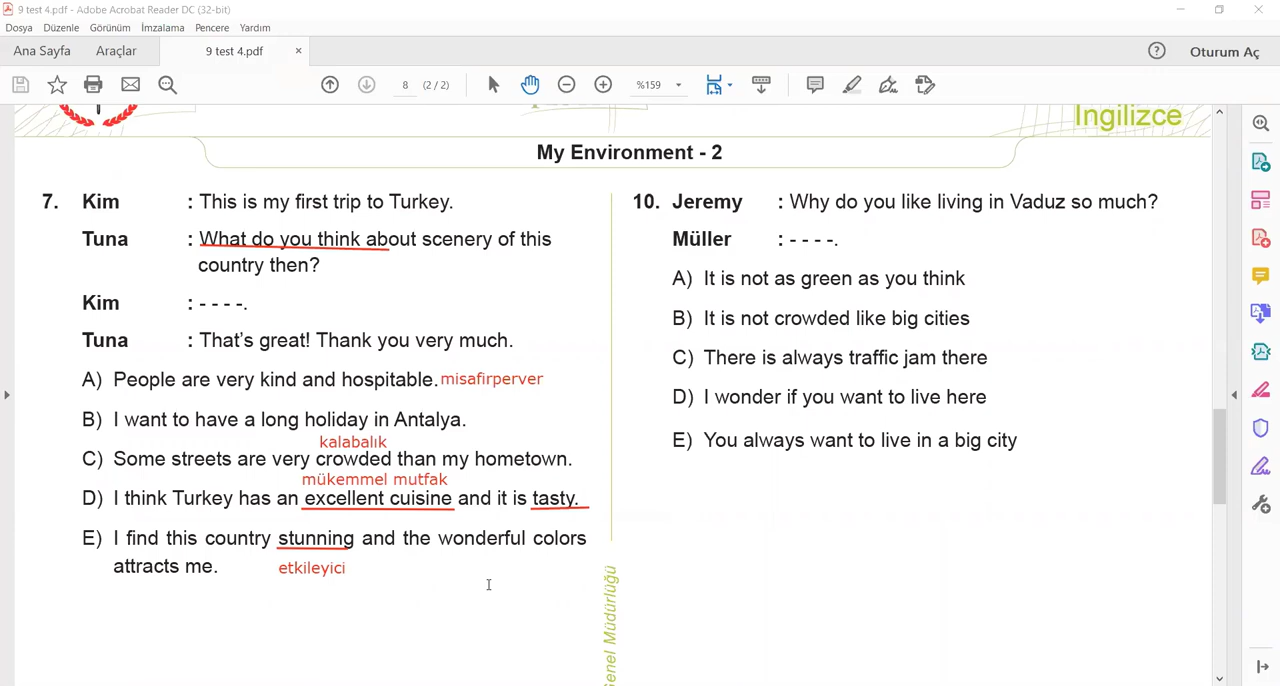 9 test 4.pdf - Adobe Acrobat Reader DC (32-bit)
Dosya Düzenle Görünüm İmzalama Pencere Yardım
Ana Sayfa Araçlar 9 test 4.pdf × Oturum Aç
8 (2 / 2) %159
İngilizce
My Environment - 2
7. Kim : This is my first trip to Turkey.
Tuna : What do you think about scenery of this
country then?
Kim : - - - -.
Tuna : That's great! Thank you very much.
A) People are very kind and hospitable. misafirperver
B) I want to have a long holiday in Antalya.
kalabalık
C) Some streets are very crowded than my hometown.
mükemmel mutfak
D) I think Turkey has an excellent cuisine and it is tasty.
E) I find this country stunning and the wonderful colors
attracts me.
etkileyici
10. Jeremy : Why do you like living in Vaduz so much?
Müller : - - - -.
A) It is not as green as you think
B) It is not crowded like big cities
C) There is always traffic jam there
D) I wonder if you want to live here
E) You always want to live in a big city
Genel Müdürlüğü